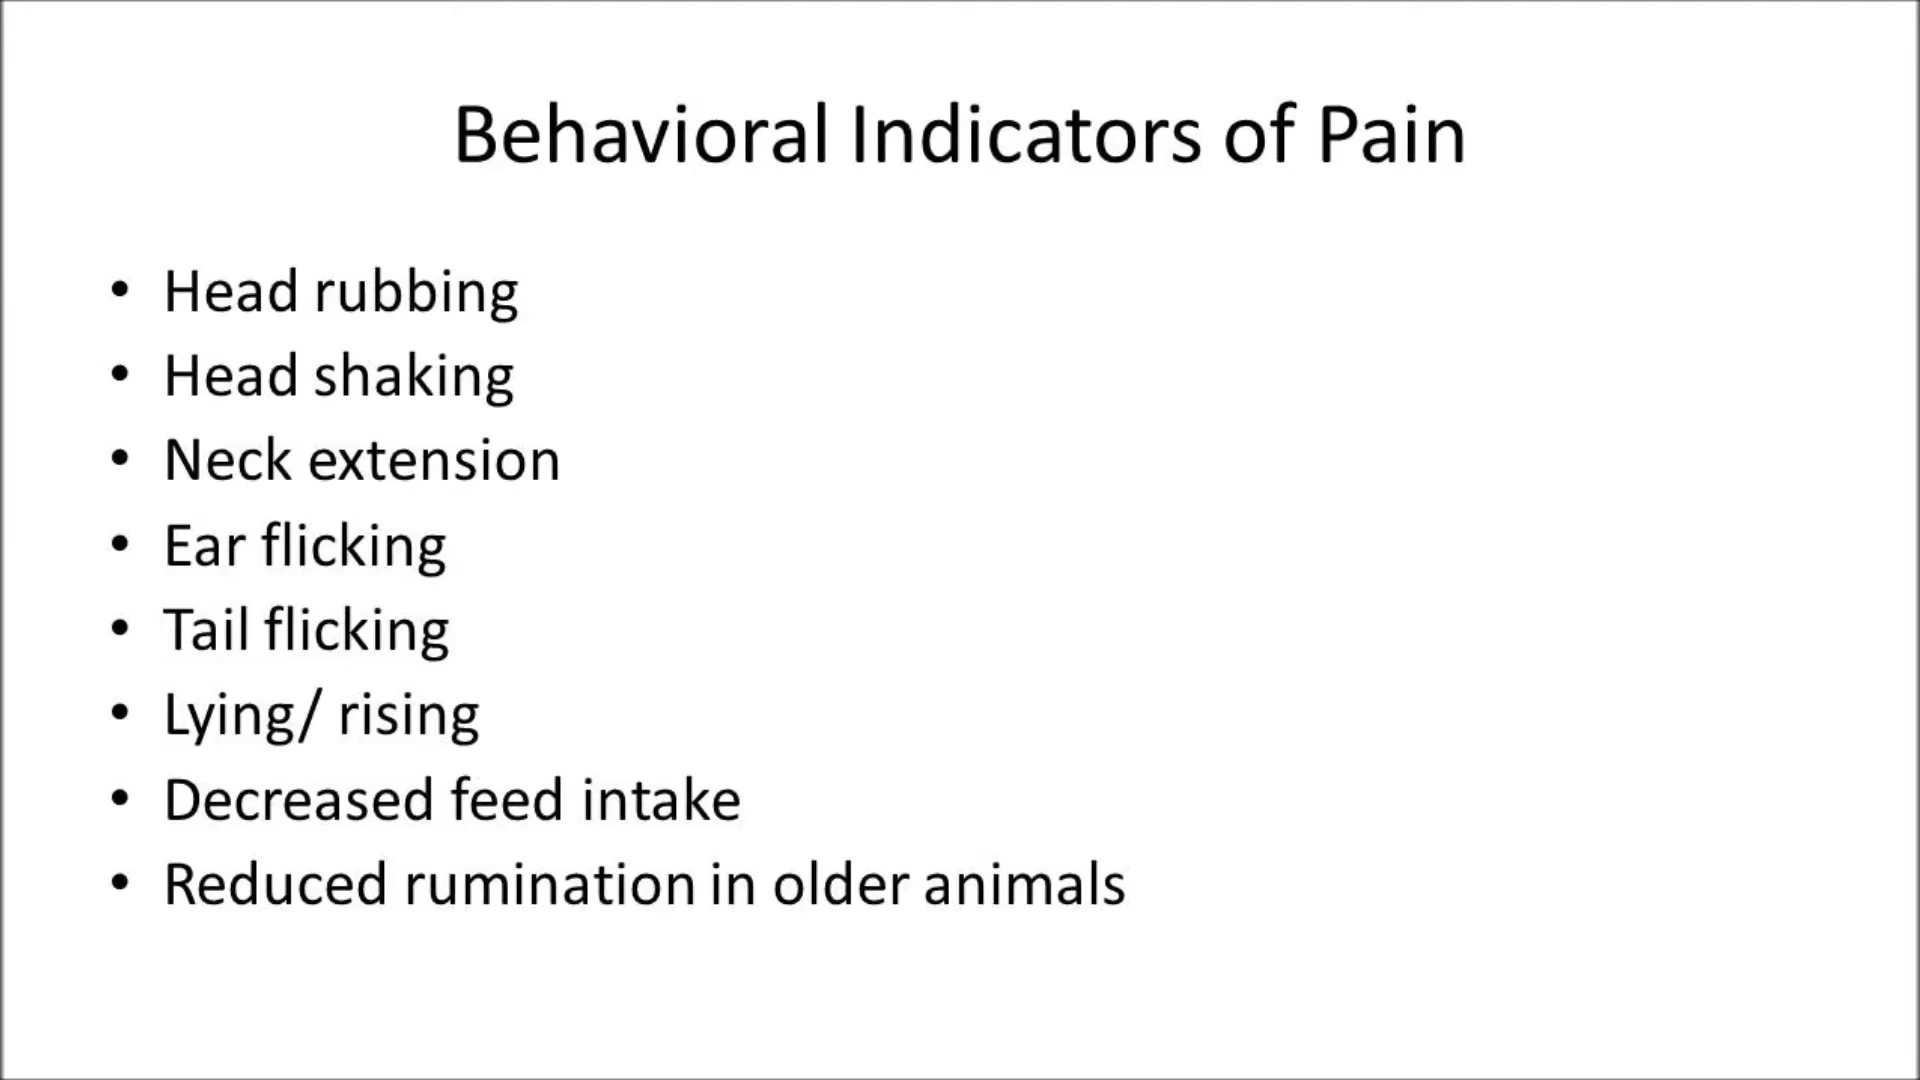 Behavioral Indicators of Pain
• Head rubbing
• Head shaking
• Neck extension
• Ear flicking
• Tail flicking
• Lying/ rising
• Decreased feed intake
• Reduced rumination in older animals